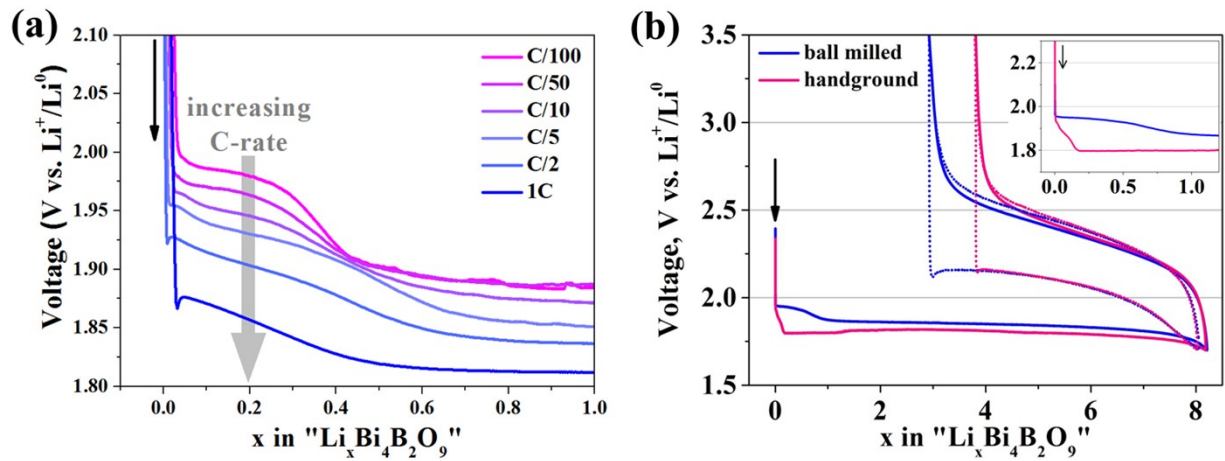 (a)
2.10
2.05
2.00
1.95
1.90
1.85
1.80
Voltage (V vs. Li⁺/Li⁰)
increasing
C-rate
C/100
C/50
C/10
C/5
C/2
1C
0.0 0.2 0.4 0.6 0.8 1.0
x in "LiₓBi₄B₂O₉"
(b)
3.5
3.0
2.5
2.0
1.5
Voltage, V vs. Li⁺/Li⁰
ball milled
handground
2.2
2.0
1.8
0.0 0.5 1.0
0 2 4 6 8
x in "LiₓBi₄B₂O₉"